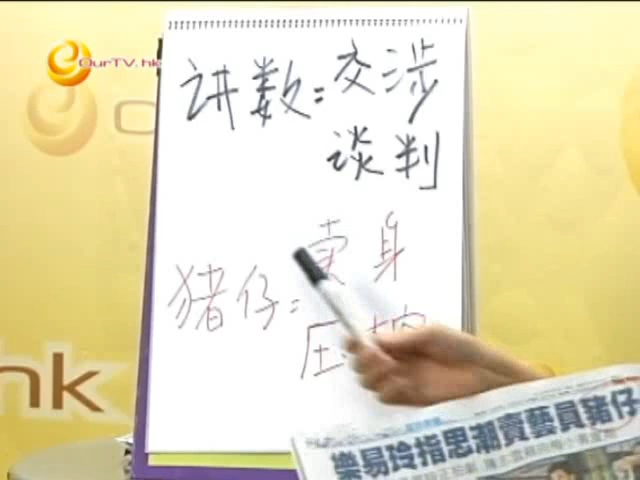 OurTV.hk
讲数=交涉
谈判
猪仔=卖身
压
hk
樂易玲指思潮賣藝員豬仔